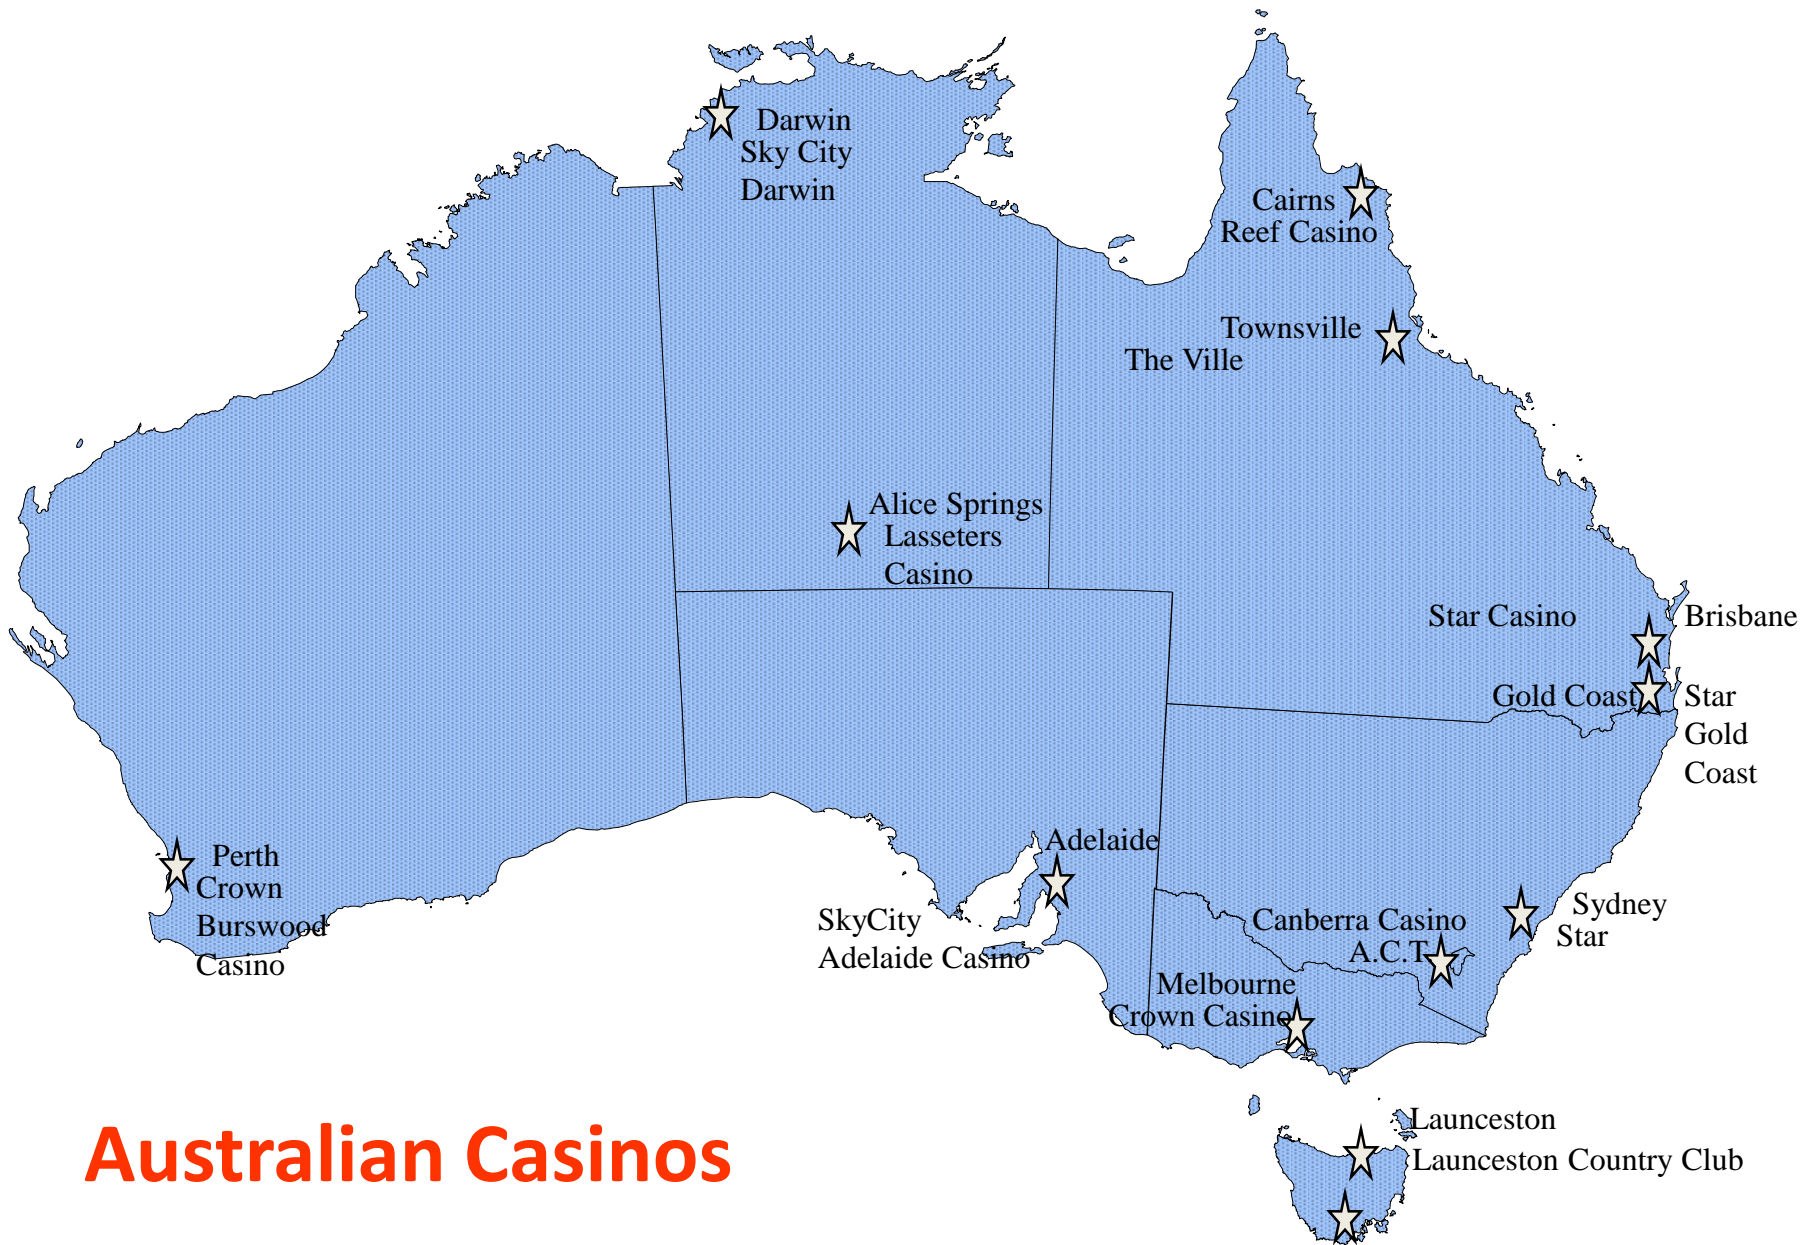 Darwin
Sky City
Darwin
Cairns
Reef Casino
Townsville
The Ville
Alice Springs
Lasseters
Casino
Star Casino
Brisbane
Gold Coast
Star
Gold
Coast
Perth
Crown
Burswood
Casino
Adelaide
SkyCity
Adelaide Casino
Sydney
Star
Canberra Casino
A.C.T
Melbourne
Crown Casino
Launceston
Launceston Country Club
Australian Casinos